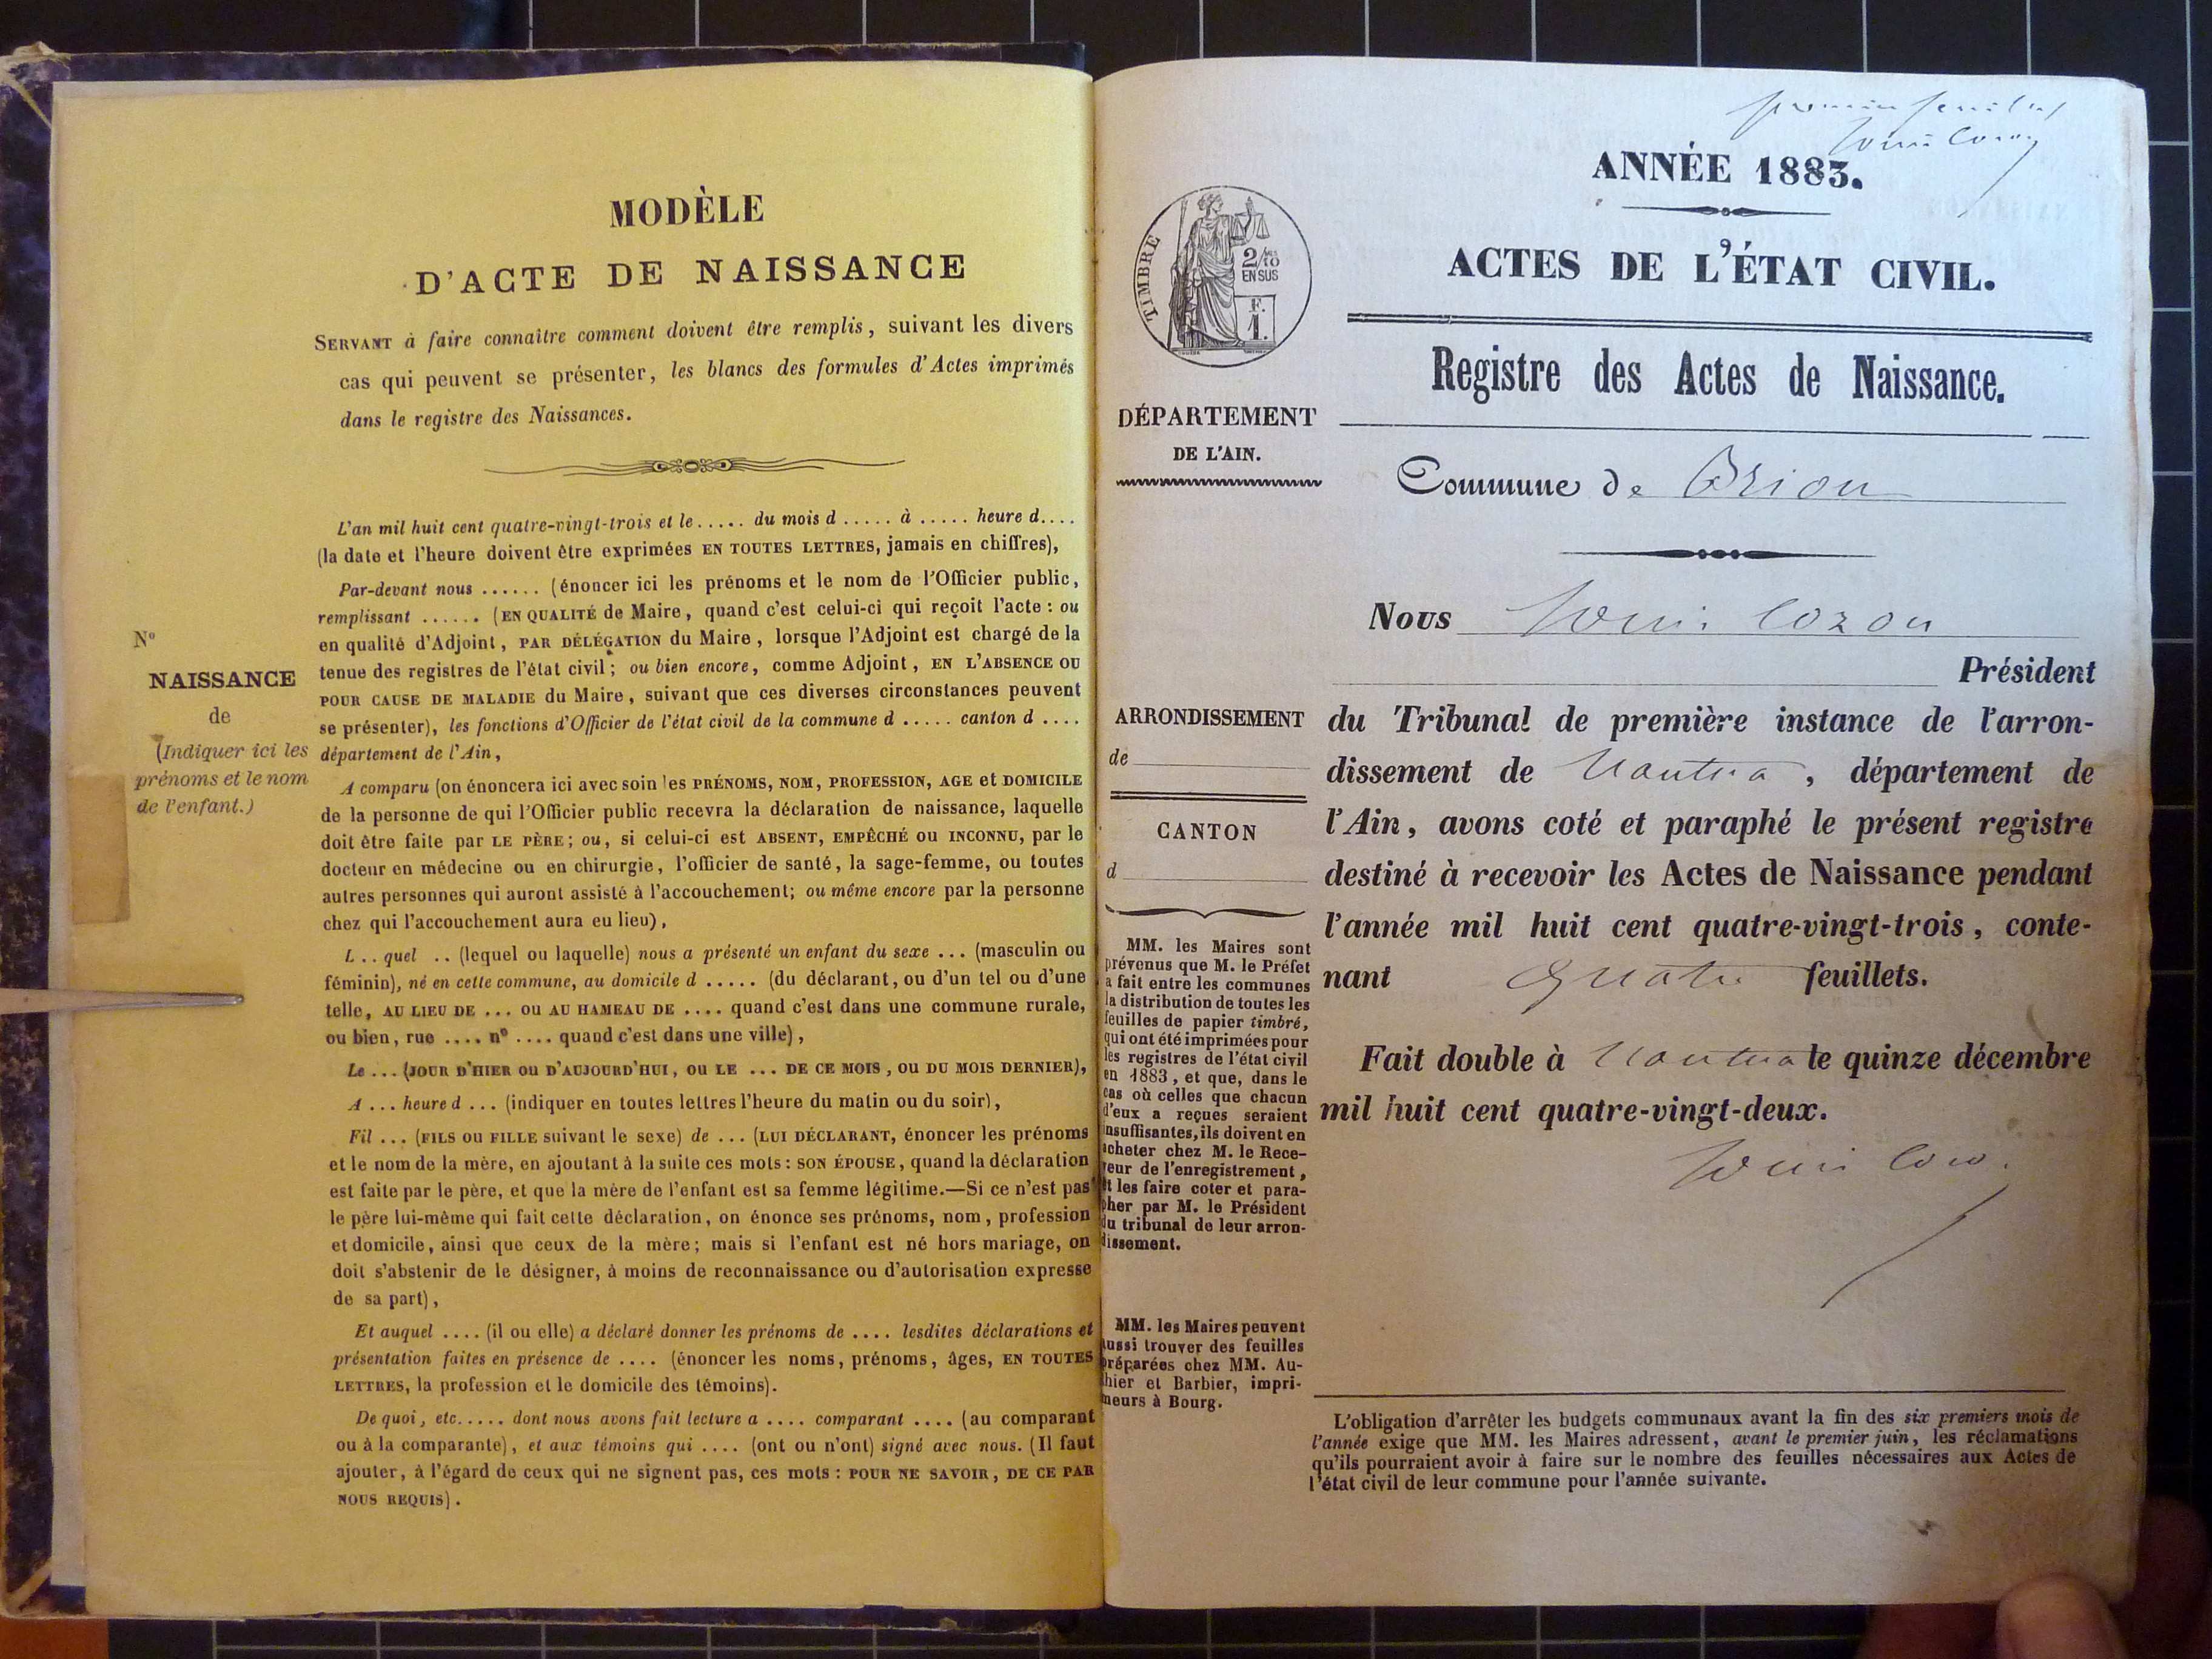 MODÈLE
D'ACTE DE NAISSANCE
SERVANT à faire connaître comment doivent être remplis, suivant les divers
cas qui peuvent se présenter, les blancs des formules d'Actes imprimés
dans le registre des Naissances.
L'an mil huit cent quatre-vingt-trois et le ..... du mois d ..... à ..... heure d....
(la date et l'heure doivent être exprimées EN TOUTES LETTRES, jamais en chiffres),
Par-devant nous ...... (énoncer ici les prénoms et le nom de l'Officier public,
remplissant ...... (EN QUALITÉ de Maire, quand c'est celui-ci qui reçoit l'acte : ou
en qualité d'Adjoint, PAR DÉLÉGATION du Maire, lorsque l'Adjoint est chargé de la
tenue des registres de l'état civil; ou bien encore, comme Adjoint, EN L'ABSENCE OU
POUR CAUSE DE MALADIE du Maire, suivant que ces diverses circonstances peuvent
se présenter), les fonctions d'Officier de l'état civil de la commune d ..... canton d ....
département de l'Ain,
No
NAISSANCE
de
(Indiquer ici les
prénoms et le nom
de l'enfant.)
A comparu (on énoncera ici avec soin les PRÉNOMS, NOM, PROFESSION, AGE et DOMICILE
de la personne de qui l'Officier public recevra la déclaration de naissance, laquelle
doit être faite par LE PÈRE; ou, si celui-ci est ABSENT, EMPÊCHÉ ou INCONNU, par le
docteur en médecine ou en chirurgie, l'officier de santé, la sage-femme, ou toutes
autres personnes qui auront assisté à l'accouchement; ou même encore par la personne
chez qui l'accouchement aura eu lieu),
L .. quel .. (lequel ou laquelle) nous a présenté un enfant du sexe ... (masculin ou
féminin), né en cette commune, au domicile d ..... (du déclarant, ou d'un tel ou d'une
telle, AU LIEU DE ... ou AU HAMEAU DE .... quand c'est dans une commune rurale,
ou bien, rue .... no .... quand c'est dans une ville),
Le ... (JOUR D'HIER ou D'AUJOURD'HUI, ou LE ... DE CE MOIS, ou DU MOIS DERNIER),
A ... heure d ... (indiquer en toutes lettres l'heure du matin ou du soir),
Fil ... (FILS ou FILLE suivant le sexe) de ... (LUI DÉCLARANT, énoncer les prénoms
et le nom de la mère, en ajoutant à la suite ces mots : SON ÉPOUSE, quand la déclaration
est faite par le père, et que la mère de l'enfant est sa femme légitime.—Si ce n'est pas
le père lui-même qui fait cette déclaration, on énonce ses prénoms, nom, profession
et domicile, ainsi que ceux de la mère; mais si l'enfant est né hors mariage, on
doit s'abstenir de le désigner, à moins de reconnaissance ou d'autorisation expresse
de sa part),
Et auquel .... (il ou elle) a déclaré donner les prénoms de .... lesdites déclarations et
présentation faites en présence de .... (énoncer les noms, prénoms, âges, EN TOUTES
LETTRES, la profession et le domicile des témoins).
De quoi, etc..... dont nous avons fait lecture a .... comparant .... (au comparant
ou à la comparante), et aux témoins qui .... (ont ou n'ont) signé avec nous. (Il faut
ajouter, à l'égard de ceux qui ne signent pas, ces mots : POUR NE SAVOIR, DE CE PAR
NOUS REQUIS).
premier feuillet
ANNÉE 1883.
ACTES DE L'ÉTAT CIVIL.
TIMBRE
2/10 EN SUS
F. 1.
Registre des Actes de Naissance.
DÉPARTEMENT
DE L'AIN.
Commune de Brion
Nous Louis Cozon
Président
du Tribunal de première instance de l'arron-
dissement de Nantua, département de
l'Ain, avons coté et paraphé le présent registre
destiné à recevoir les Actes de Naissance pendant
l'année mil huit cent quatre-vingt-trois, conte-
nant quatre feuillets.
Fait double à Nantua le quinze décembre
mil huit cent quatre-vingt-deux.
ARRONDISSEMENT
de
CANTON
d
MM. les Maires sont
prévenus que M. le Préfet
a fait entre les communes
la distribution de toutes les
feuilles de papier timbré,
qui ont été imprimées pour
les registres de l'état civil
en 1883, et que, dans le
cas où celles que chacun
d'eux a reçues seraient
insuffisantes, ils doivent en
acheter chez M. le Rece-
veur de l'enregistrement,
et les faire coter et para-
pher par M. le Président
du tribunal de leur arron-
dissement.
MM. les Maires peuvent
aussi trouver des feuilles
préparées chez MM. Au-
thier et Barbier, impri-
meurs à Bourg.
L'obligation d'arrêter les budgets communaux avant la fin des six premiers mois de
l'année exige que MM. les Maires adressent, avant le premier juin, les réclamations
qu'ils pourraient avoir à faire sur le nombre des feuilles nécessaires aux Actes de
l'état civil de leur commune pour l'année suivante.